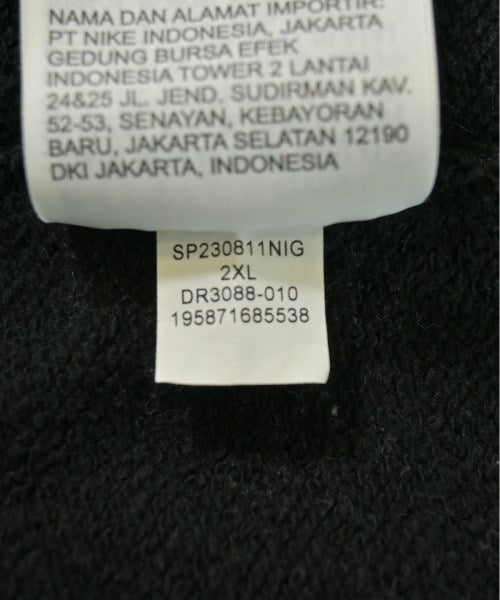 NAMA DAN ALAMAT IMPORTIR:
PT NIKE INDONESIA, JAKARTA
GEDUNG BURSA EFEK
INDONESIA TOWER 2 LANTAI
24&25 JL. JEND. SUDIRMAN KAV.
52-53, SENAYAN, KEBAYORAN
BARU, JAKARTA SELATAN 12190
DKI JAKARTA, INDONESIA
SP230811NIG
2XL
DR3088-010
195871685538